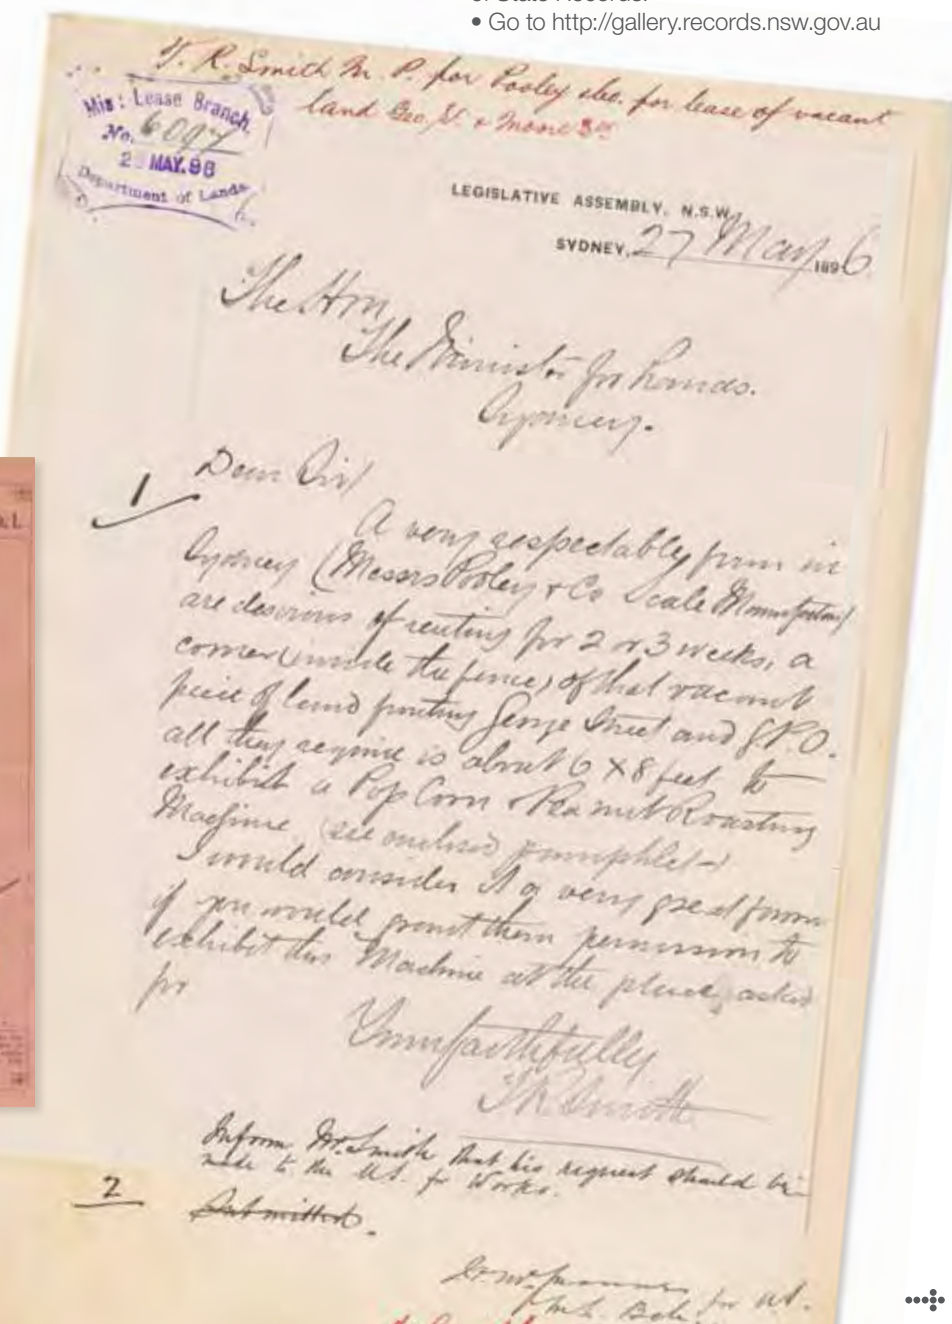 of State Records.
• Go to http://gallery.records.nsw.gov.au
T. R. Smith M. P. for Pooley &co. for lease of vacant
land Geo. St. & Moore St
Mis: Lease Branch.
No. 6097
2 MAY.96
Department of Lands
LEGISLATIVE ASSEMBLY, N.S.W.
SYDNEY, 27 May 1896
The Hon
The Minister for Lands.
Sydney.
Dear Sir/
1
A very respectably firm in
Sydney (Messrs Pooley & Co Scale Manufactory)
are desirous of renting for 2 or 3 weeks, a
corner (inside the fence) of that vacant
piece of land fronting George Street and G.P.O.
all they require is about 6 x 8 feet to
exhibit a Pop Corn & Peanut Roasting
Machine (see enclosed pamphlet)
I would consider it a very great favor
if you would grant them permission to
exhibit this Machine at the place, asked
for
Yours faithfully
T R Smith
Inform Mr. Smith that his request should be
made to the U.S. for Works.
2
Submitted.
for U.S.